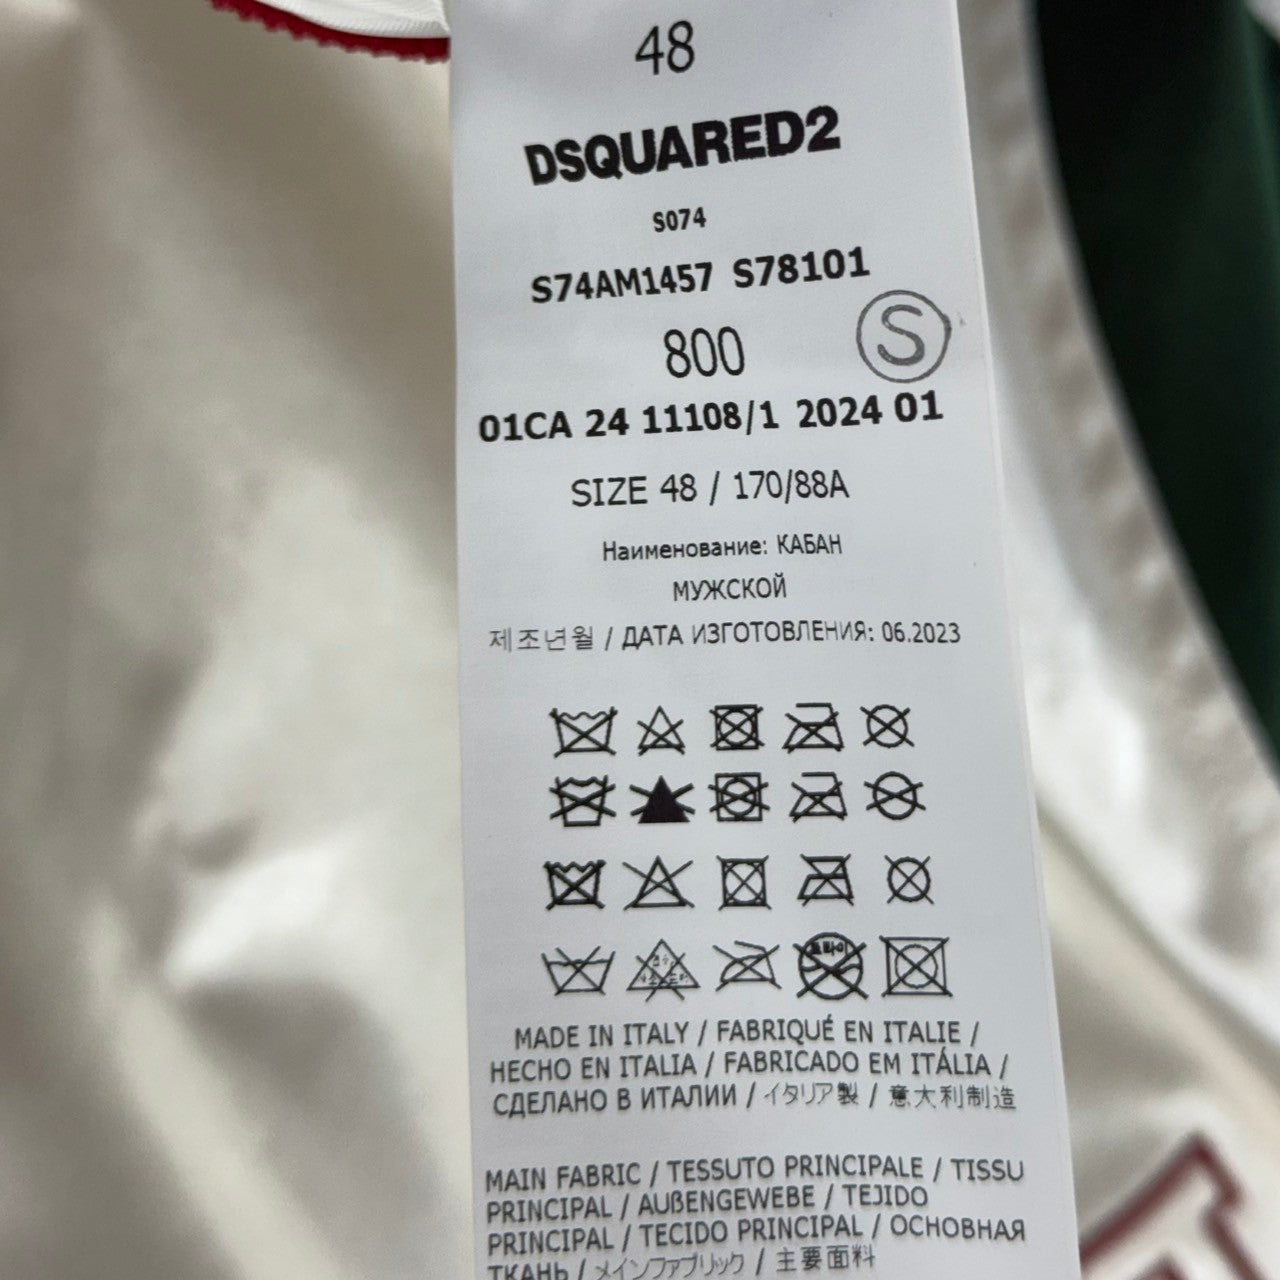 48
DSQUARED2
S074
S74AM1457 S78101
800 S
01CA 24 11108/1 2024 01
SIZE 48 / 170/88A
Наименование: КАБАН
МУЖСКОЙ
제조년월 / ДАТА ИЗГОТОВЛЕНИЯ: 06.2023
드라이
MADE IN ITALY / FABRIQUÉ EN ITALIE /
HECHO EN ITALIA / FABRICADO EM ITÁLIA /
СДЕЛАНО В ИТАЛИИ / イタリア製 / 意大利制造
MAIN FABRIC / TESSUTO PRINCIPALE / TISSU
PRINCIPAL / AUßENGEWEBE / TEJIDO
PRINCIPAL / TECIDO PRINCIPAL / ОСНОВНАЯ
ТКАНЬ / メインファブリック / 主要面料